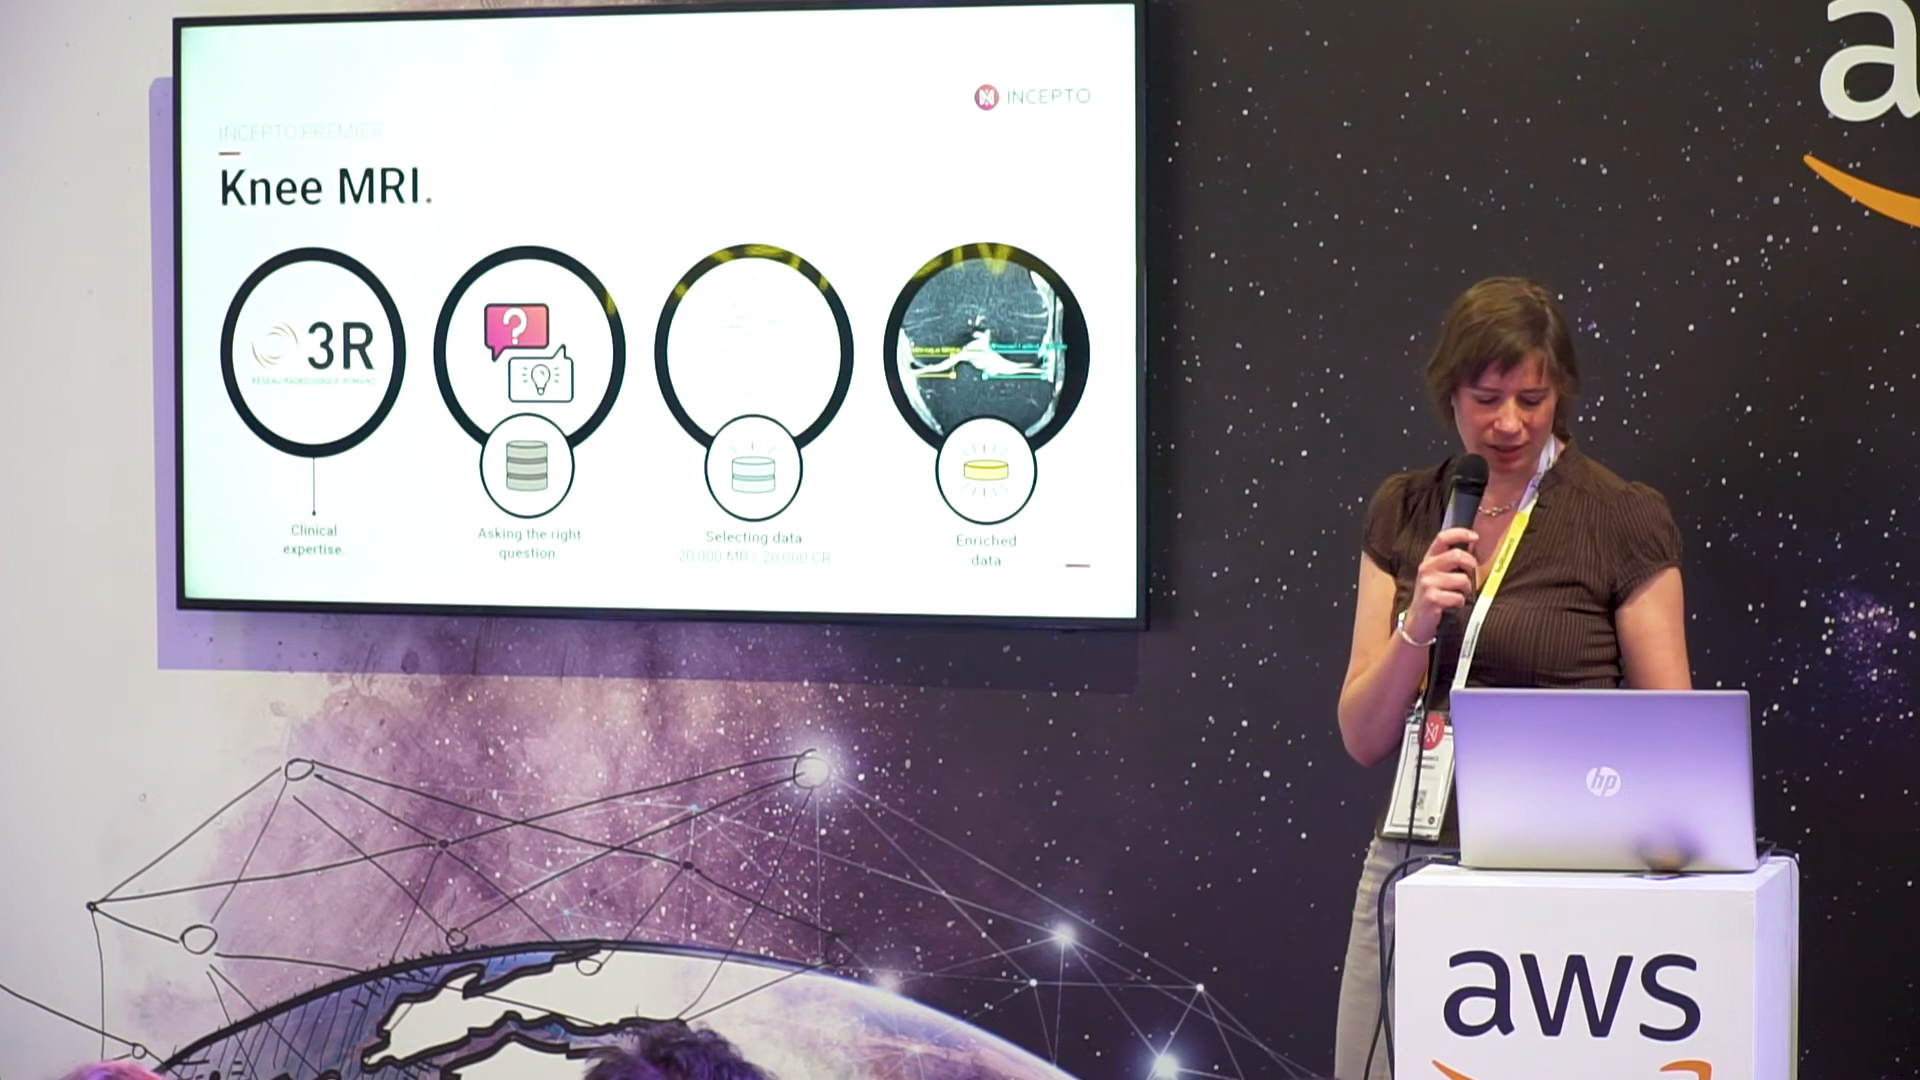 INCEPTO
INCEPTO PREMIER
Knee MRI.
3R
RÉSEAU RADIOLOGIQUE ROMAND
?
Clinical
expertise.
Asking the right
question.
Selecting data
20.000 MR / 20.000 CR
Enriched
data
a
hp
aws